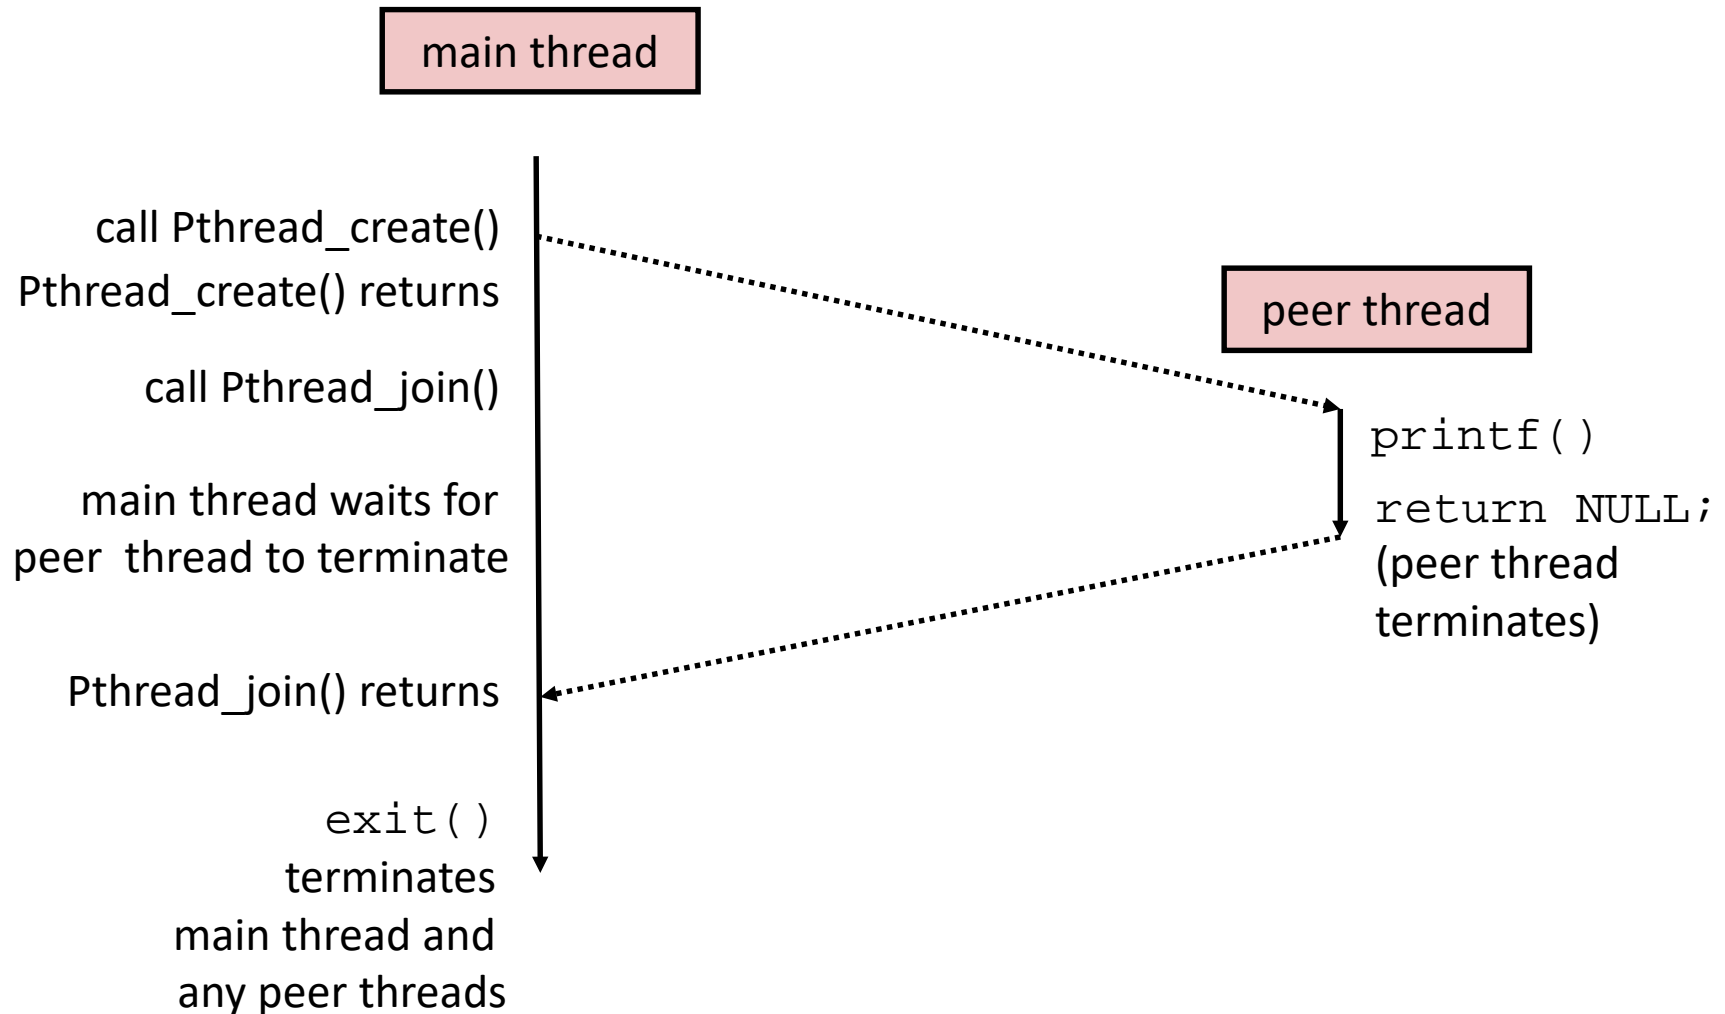 main thread
call Pthread_create()
Pthread_create() returns
call Pthread_join()
main thread waits for
peer thread to terminate
Pthread_join() returns
exit()
terminates
main thread and
any peer threads
peer thread
printf()
return NULL;
(peer thread
terminates)